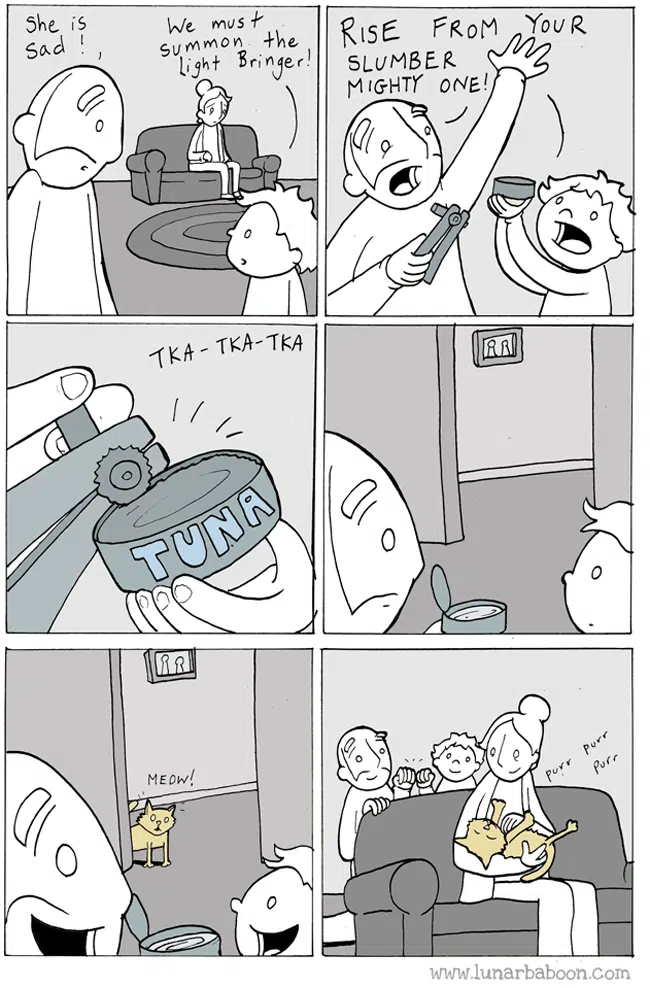 She is
sad!,
We must
summon the
Light Bringer!
RISE FROM YOUR
SLUMBER
MIGHTY ONE!
TKA-TKA-TKA
TUNA
MEOW!
purr purr
purr
www.lunarbaboon.com